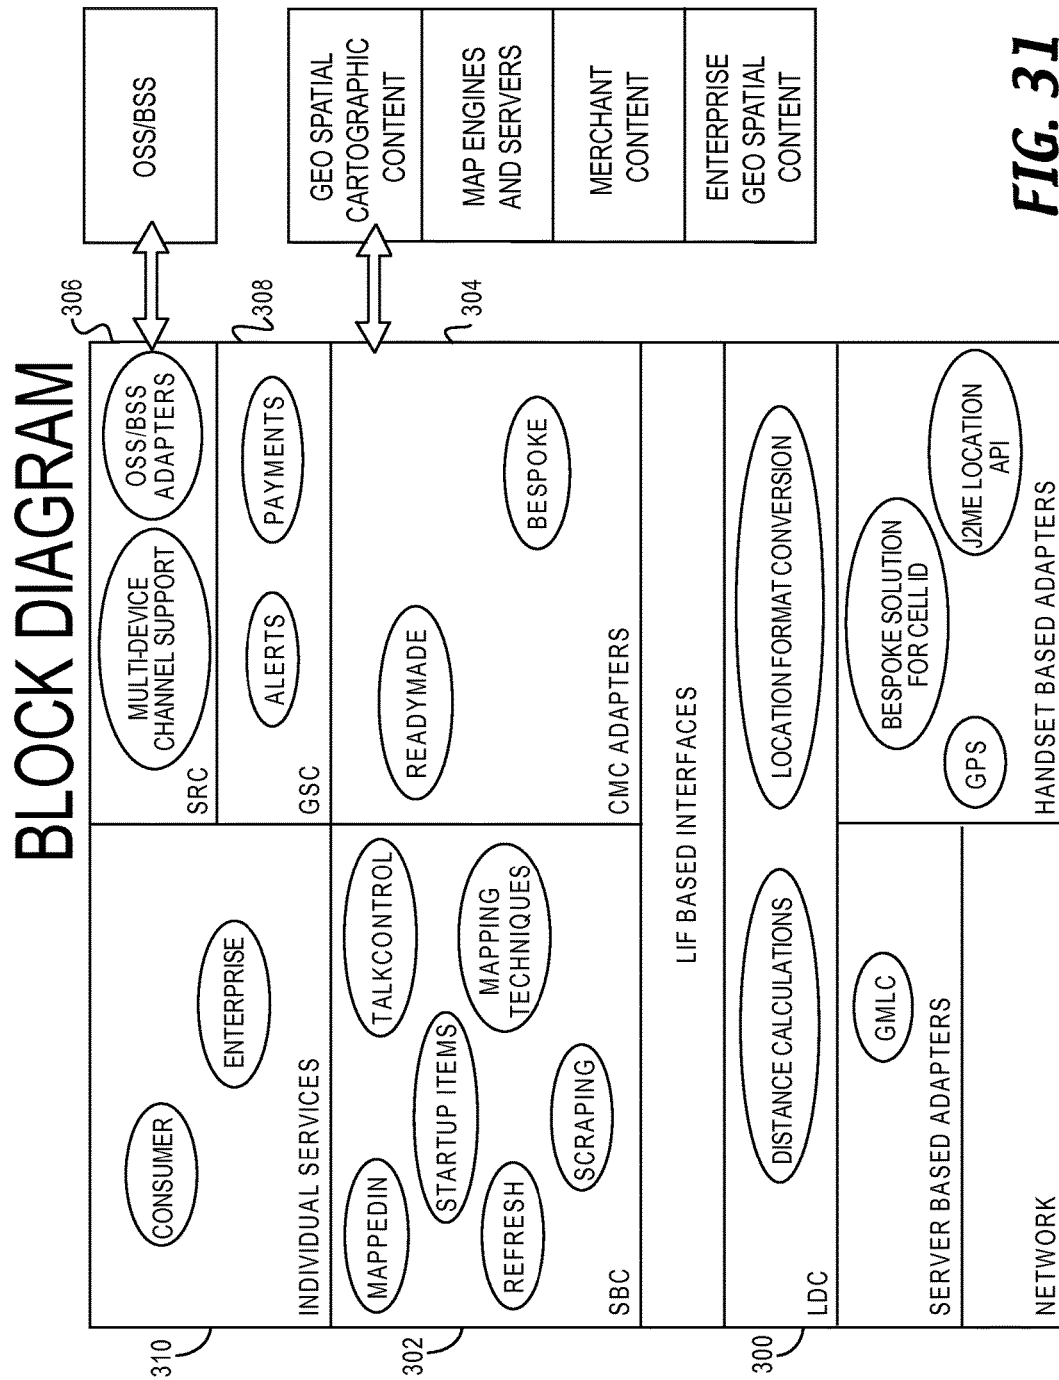 BLOCK DIAGRAM
310
CONSUMER
ENTERPRISE
INDIVIDUAL SERVICES
MULTI-DEVICE
CHANNEL SUPPORT
OSS/BSS
ADAPTERS
SRC
306
OSS/BSS
ALERTS
PAYMENTS
GSC
308
302
MAPPEDIN
TALKCONTROL
STARTUP ITEMS
REFRESH
MAPPING
TECHNIQUES
SCRAPING
SBC
READYMADE
BESPOKE
CMC ADAPTERS
304
GEO SPATIAL
CARTOGRAPHIC
CONTENT
MAP ENGINES
AND SERVERS
MERCHANT
CONTENT
ENTERPRISE
GEO SPATIAL
CONTENT
LIF BASED INTERFACES
300
DISTANCE CALCULATIONS
LOCATION FORMAT CONVERSION
LDC
GMLC
SERVER BASED ADAPTERS
NETWORK
BESPOKE SOLUTION
FOR CELL ID
GPS
J2ME LOCATION
API
HANDSET BASED ADAPTERS
FIG. 31